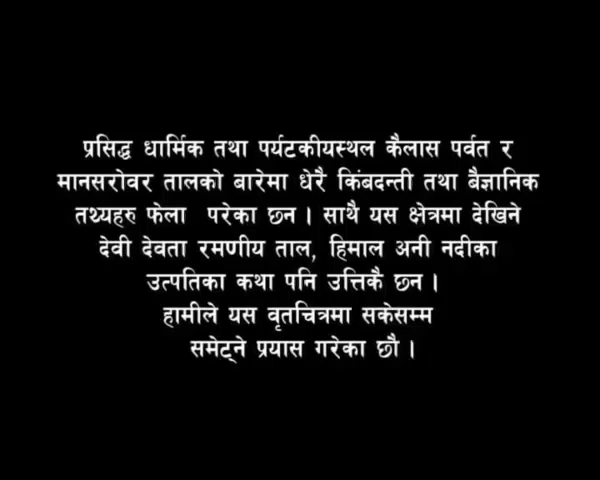 प्रसिद्ध धार्मिक तथा पर्यटकीयस्थल कैलास पर्वत र
मानसरोवर तालको बारेमा धेरै किंबदन्ती तथा बैज्ञानिक
तथ्यहरु फेला परेका छन । साथै यस क्षेत्रमा देखिने
देवी देवता रमणीय ताल, हिमाल अनी नदीका
उत्पतिका कथा पनि उत्तिकै छन ।
हामीले यस वृतचित्रमा सकेसम्म
समेट्ने प्रयास गरेका छौ ।